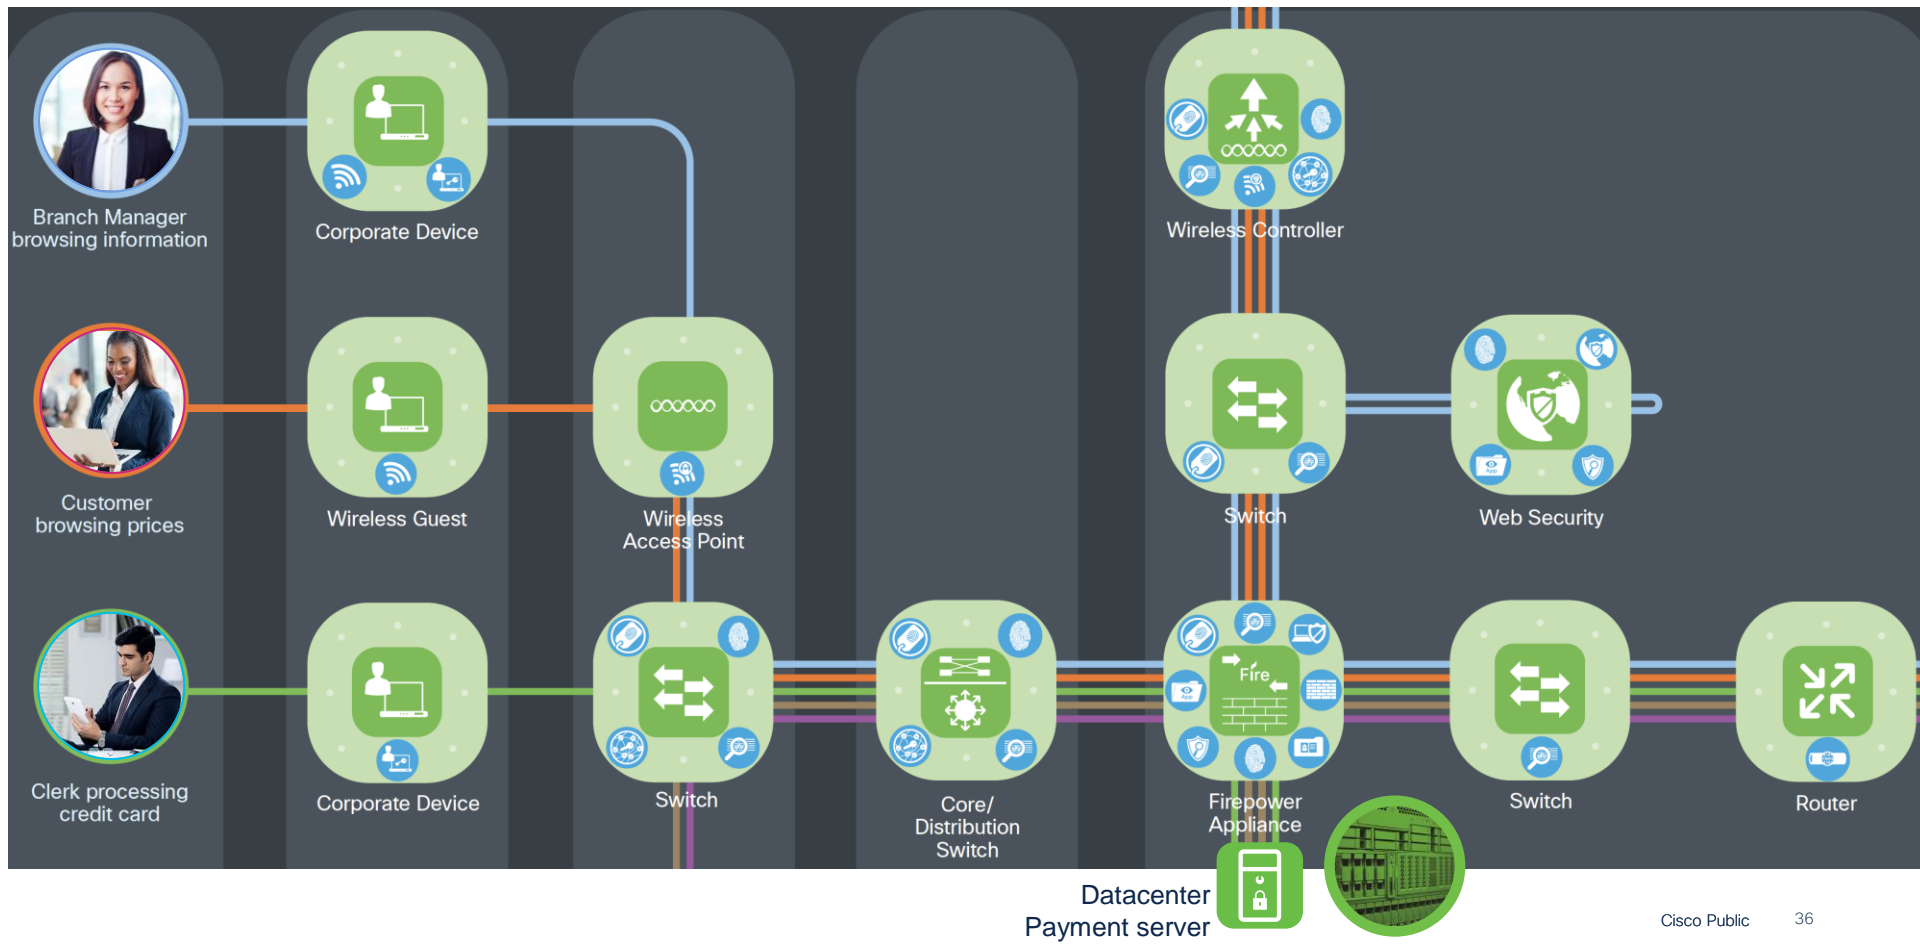 Branch Manager
browsing information
Corporate Device
Wireless Controller
Customer
browsing prices
Wireless Guest
Wireless
Access Point
Switch
Web Security
App
Clerk processing
credit card
Corporate Device
Switch
Core/
Distribution
Switch
Fire
App
Firepower
Appliance
Switch
Router
Datacenter
Payment server
Cisco Public
36